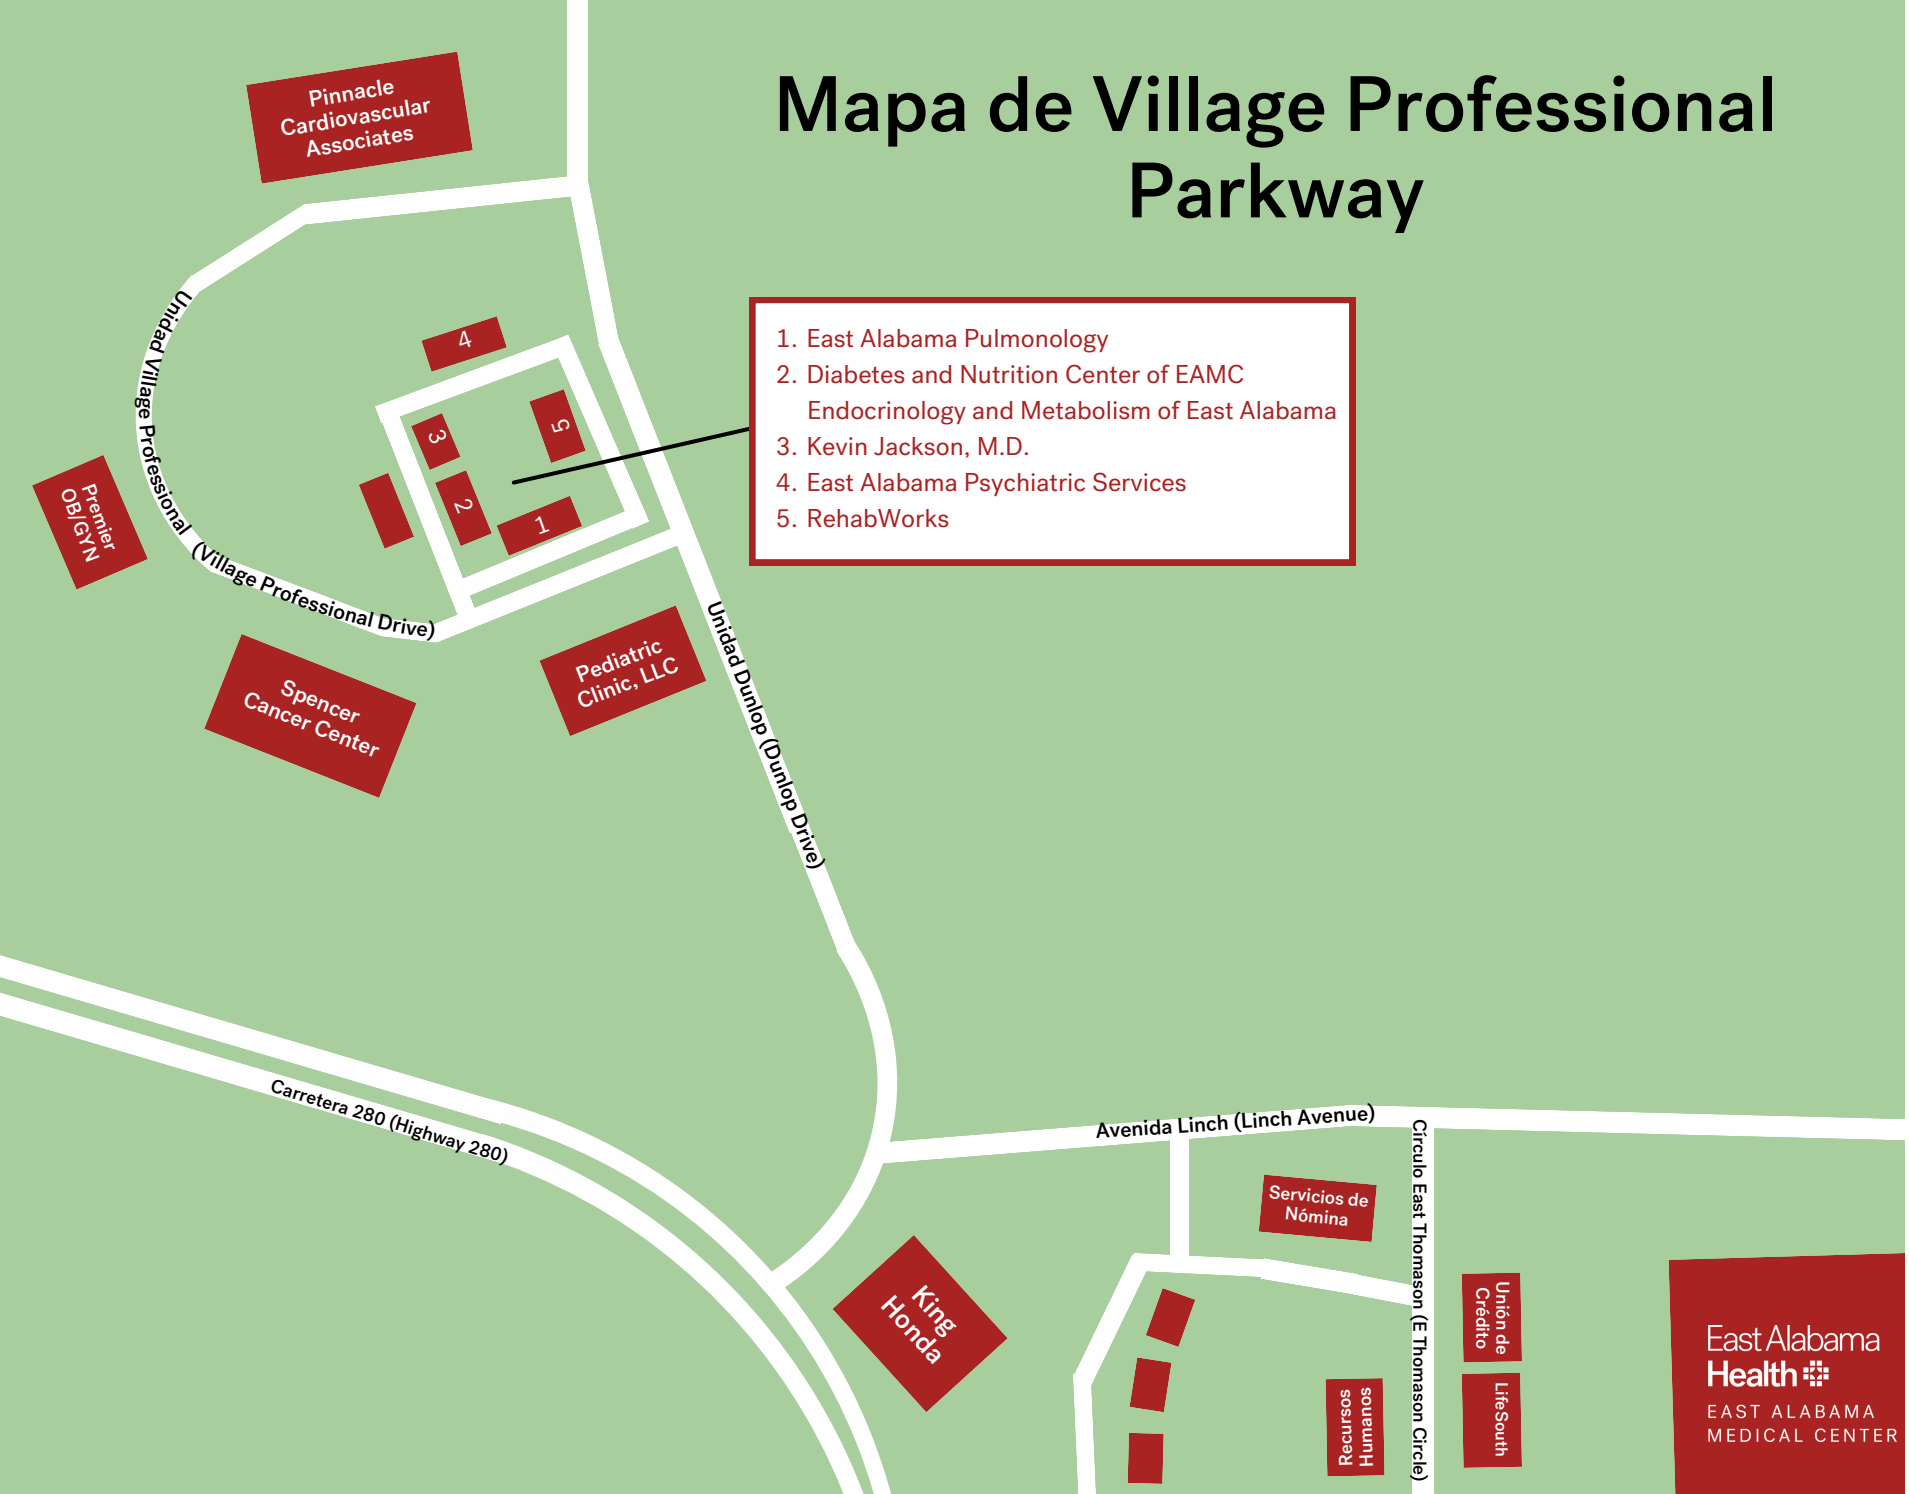 Mapa de Village Professional
Parkway
Pinnacle
Cardiovascular
Associates
Unidad Village Professional (Village Professional Drive)
4
3
5
2
1
1. East Alabama Pulmonology
2. Diabetes and Nutrition Center of EAMC
Endocrinology and Metabolism of East Alabama
3. Kevin Jackson, M.D.
4. East Alabama Psychiatric Services
5. RehabWorks
Premier
OB/GYN
Spencer
Cancer Center
Pediatric
Clinic, LLC
Unidad Dunlop (Dunlop Drive)
Carretera 280 (Highway 280)
Avenida Linch (Linch Avenue)
Círculo East Thomason (E Thomason Circle)
Servicios de
Nómina
King
Honda
Unión de
Crédito
LifeSouth
Recursos
Humanos
East Alabama
Health
EAST ALABAMA
MEDICAL CENTER